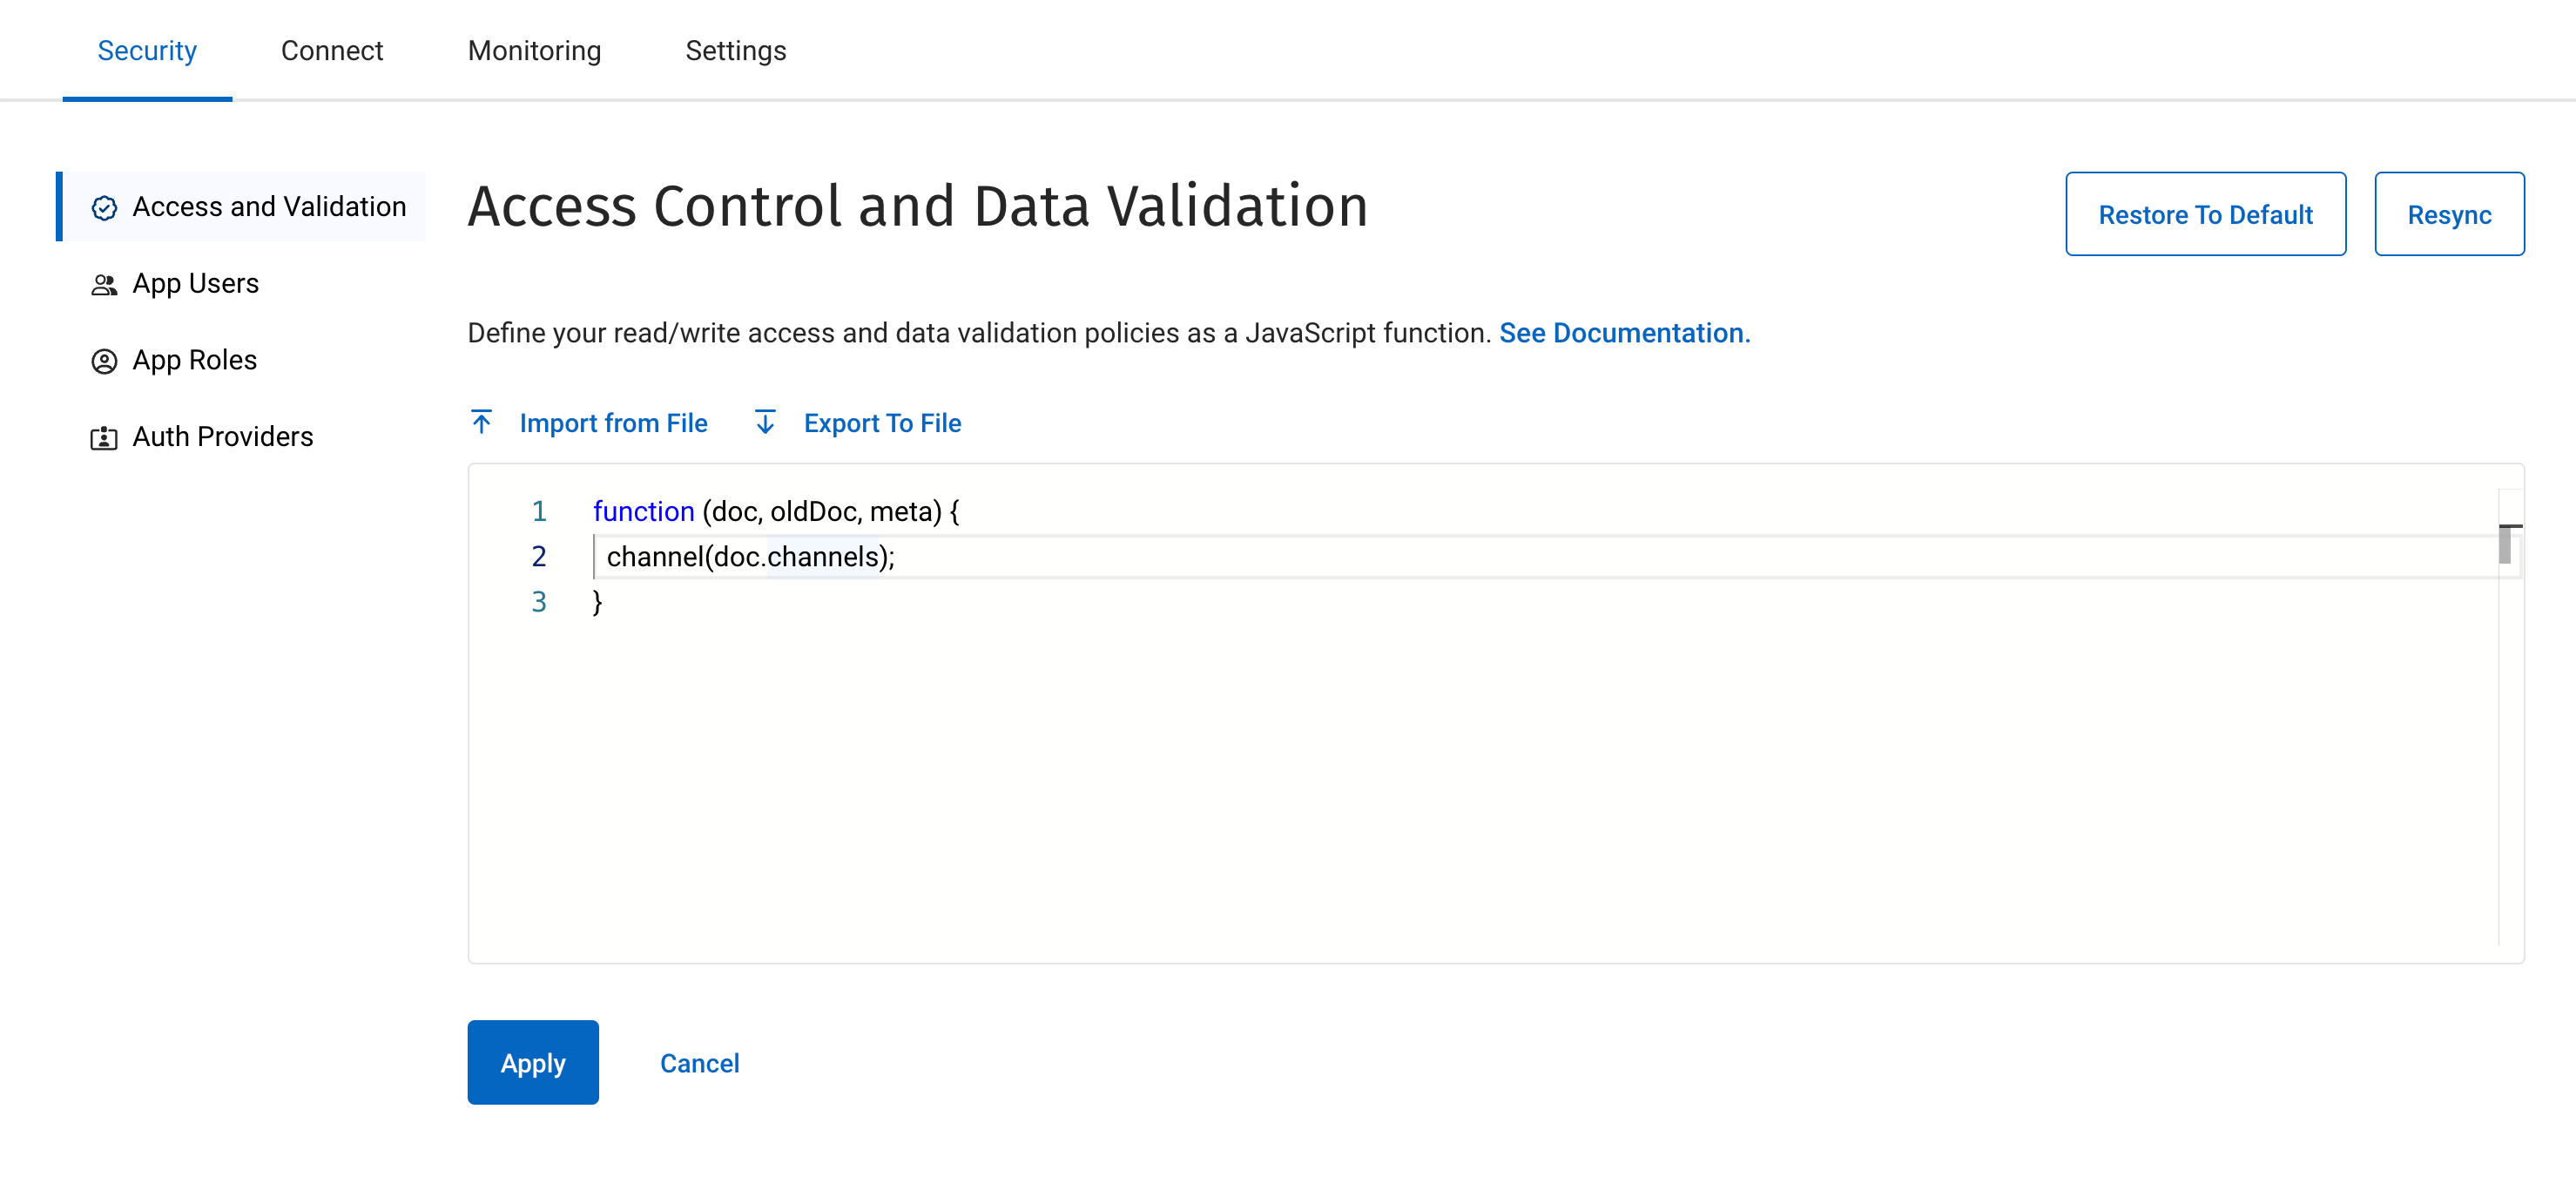 Security Connect Monitoring Settings
Access and Validation
App Users
App Roles
Auth Providers
Access Control and Data Validation
Restore To Default Resync
Define your read/write access and data validation policies as a JavaScript function. See Documentation.
Import from File Export To File
1 function (doc, oldDoc, meta) {
2 channel(doc.channels);
3 }
Apply Cancel